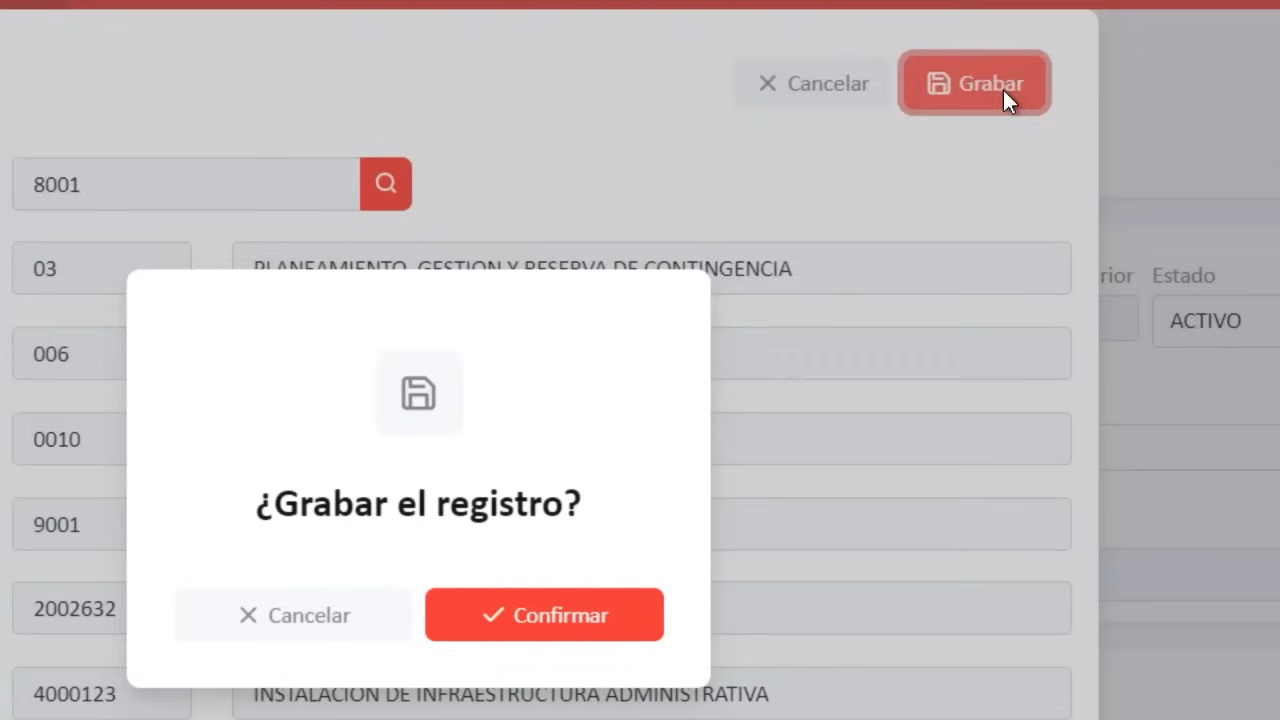 Cancelar
Grabar
8001
03
PLANEAMIENTO, GESTION Y RESERVA DE CONTINGENCIA
rior
Estado
006
ACTIVO
0010
¿Grabar el registro?
9001
2002632
Cancelar
Confirmar
4000123
INSTALACION DE INFRAESTRUCTURA ADMINISTRATIVA